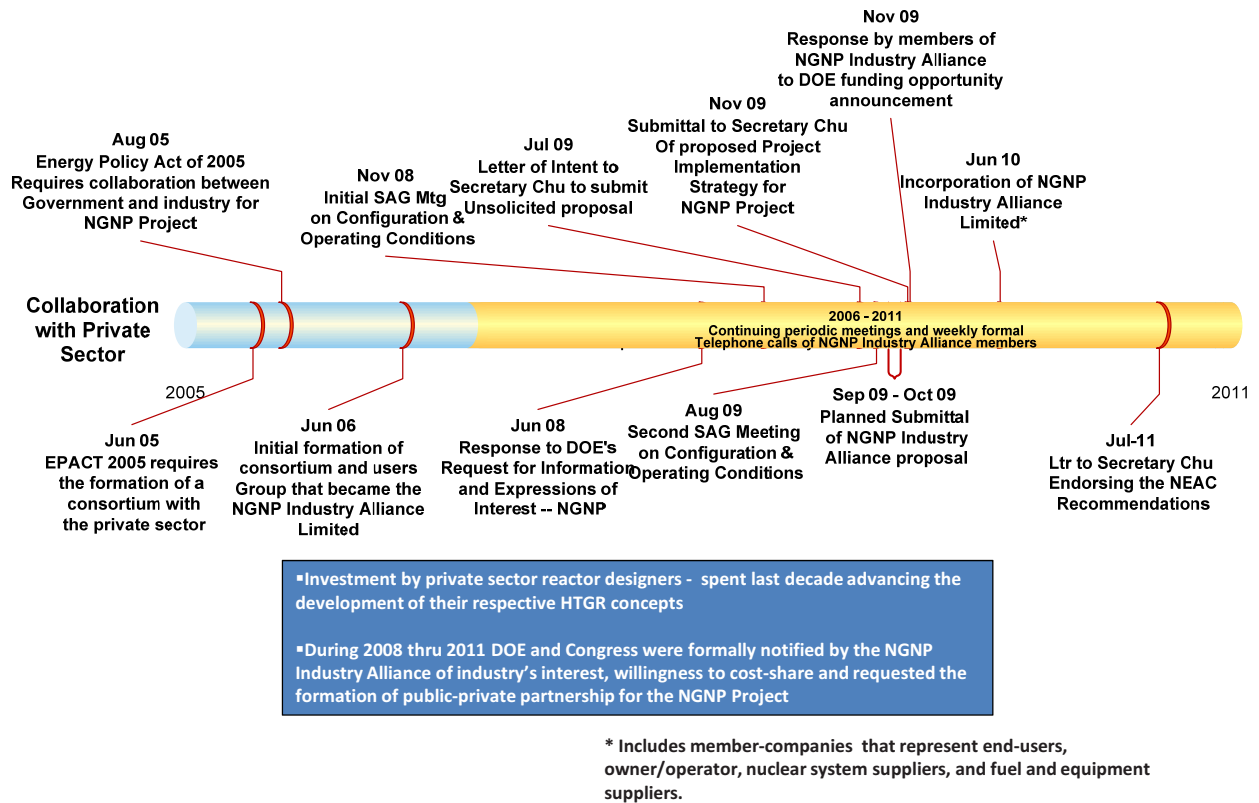 Nov 09
Response by members of
NGNP Industry Alliance
to DOE funding opportunity
announcement
Nov 09
Submittal to Secretary Chu
Of proposed Project
Implementation
Strategy for
NGNP Project
Aug 05
Energy Policy Act of 2005
Requires collaboration between
Government and industry for
NGNP Project
Jul 09
Letter of Intent to
Secretary Chu to submit
Unsolicited proposal
Nov 08
Initial SAG Mtg
on Configuration &
Operating Conditions
Jun 10
Incorporation of NGNP
Industry Alliance
Limited*
Collaboration
with Private
Sector
2006 - 2011
Continuing periodic meetings and weekly formal
Telephone calls of NGNP Industry Alliance members
2005
2011
Jun 05
EPACT 2005 requires
the formation of a
consortium with
the private sector
Jun 06
Initial formation of
consortium and users
Group that became the
NGNP Industry Alliance
Limited
Jun 08
Response to DOE's
Request for Information
and Expressions of
Interest -- NGNP
Aug 09
Second SAG Meeting
on Configuration &
Operating Conditions
Sep 09 - Oct 09
Planned Submittal
of NGNP Industry
Alliance proposal
Jul-11
Ltr to Secretary Chu
Endorsing the NEAC
Recommendations
▪Investment by private sector reactor designers - spent last decade advancing the
development of their respective HTGR concepts
▪During 2008 thru 2011 DOE and Congress were formally notified by the NGNP
Industry Alliance of industry’s interest, willingness to cost-share and requested the
formation of public-private partnership for the NGNP Project
* Includes member-companies that represent end-users,
owner/operator, nuclear system suppliers, and fuel and equipment
suppliers.